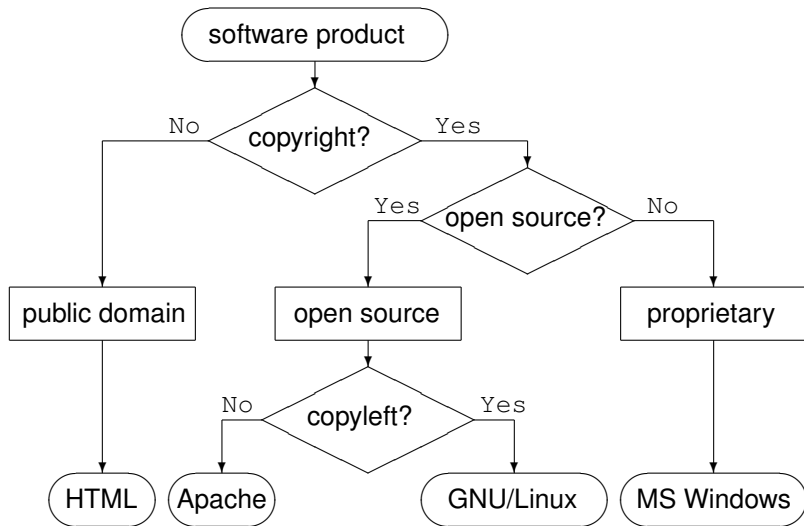 software product
No
copyright?
Yes
Yes
open source?
No
public domain
open source
proprietary
No
copyleft?
Yes
HTML
Apache
GNU/Linux
MS Windows